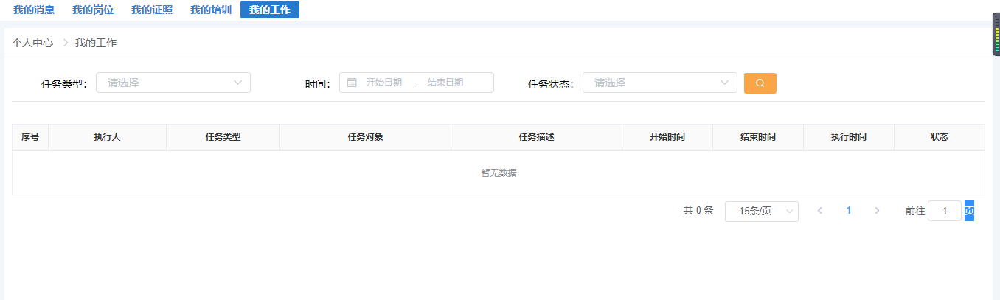 我的消息 我的岗位 我的证照 我的培训 我的工作
个人中心 我的工作
任务类型: 请选择 时间: 开始日期 - 结束日期 任务状态: 请选择
序号 执行人 任务类型 任务对象 任务描述 开始时间 结束时间 执行时间 状态
暂无数据
共 0 条 15条/页 1 前往 1 页